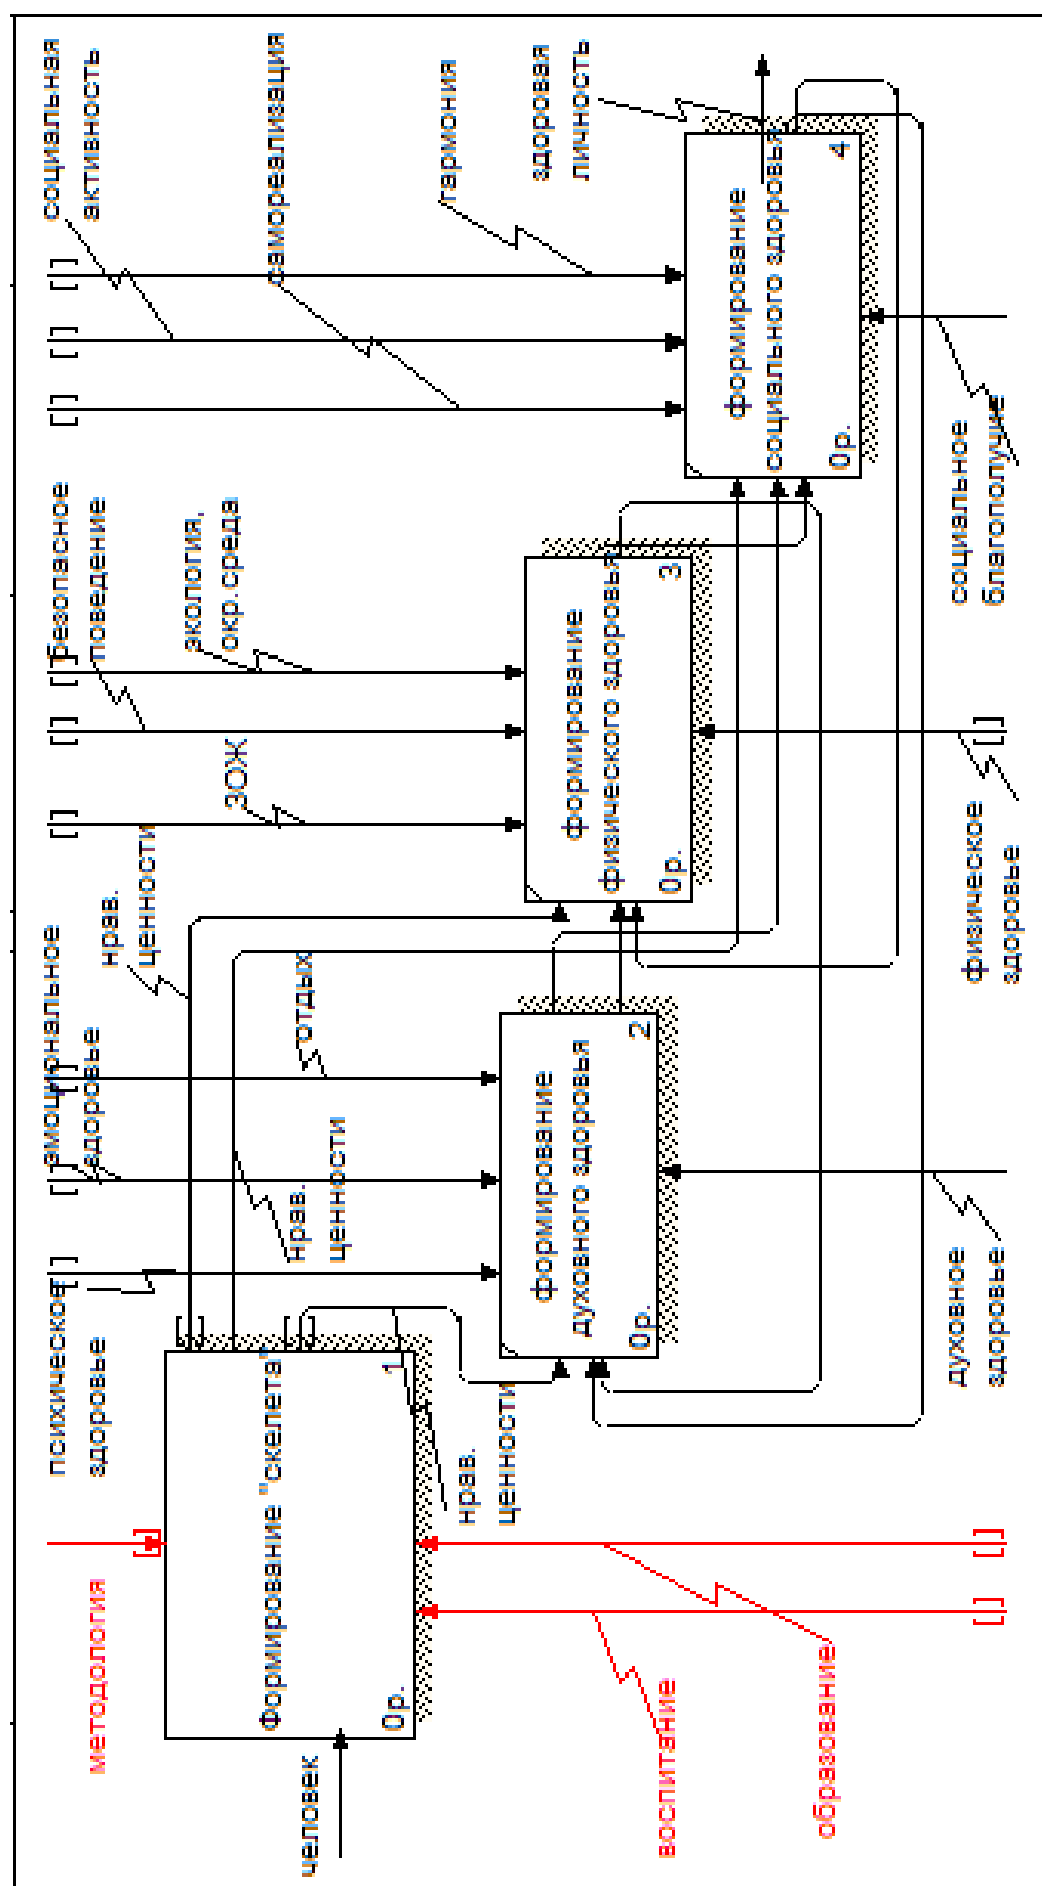 социальная
активность
самореализация
гармония
здоровая
личность
безопасное
поведение
экология,
окр.среда
ЗОЖ
нрав.
ценности
эмоциональное
здоровье
отдых
нрав.
ценности
психическое
здоровье
методология
человек
Формирование "скелета"
0р.
1
нрав.
ценности
формирование
духовного здоровья
0р.
2
формирование
физического здоровья
0р.
3
формирование
социального здоровья
0р.
4
воспитание
образование
духовное
здоровье
физическое
здоровье
социальное
благополучие